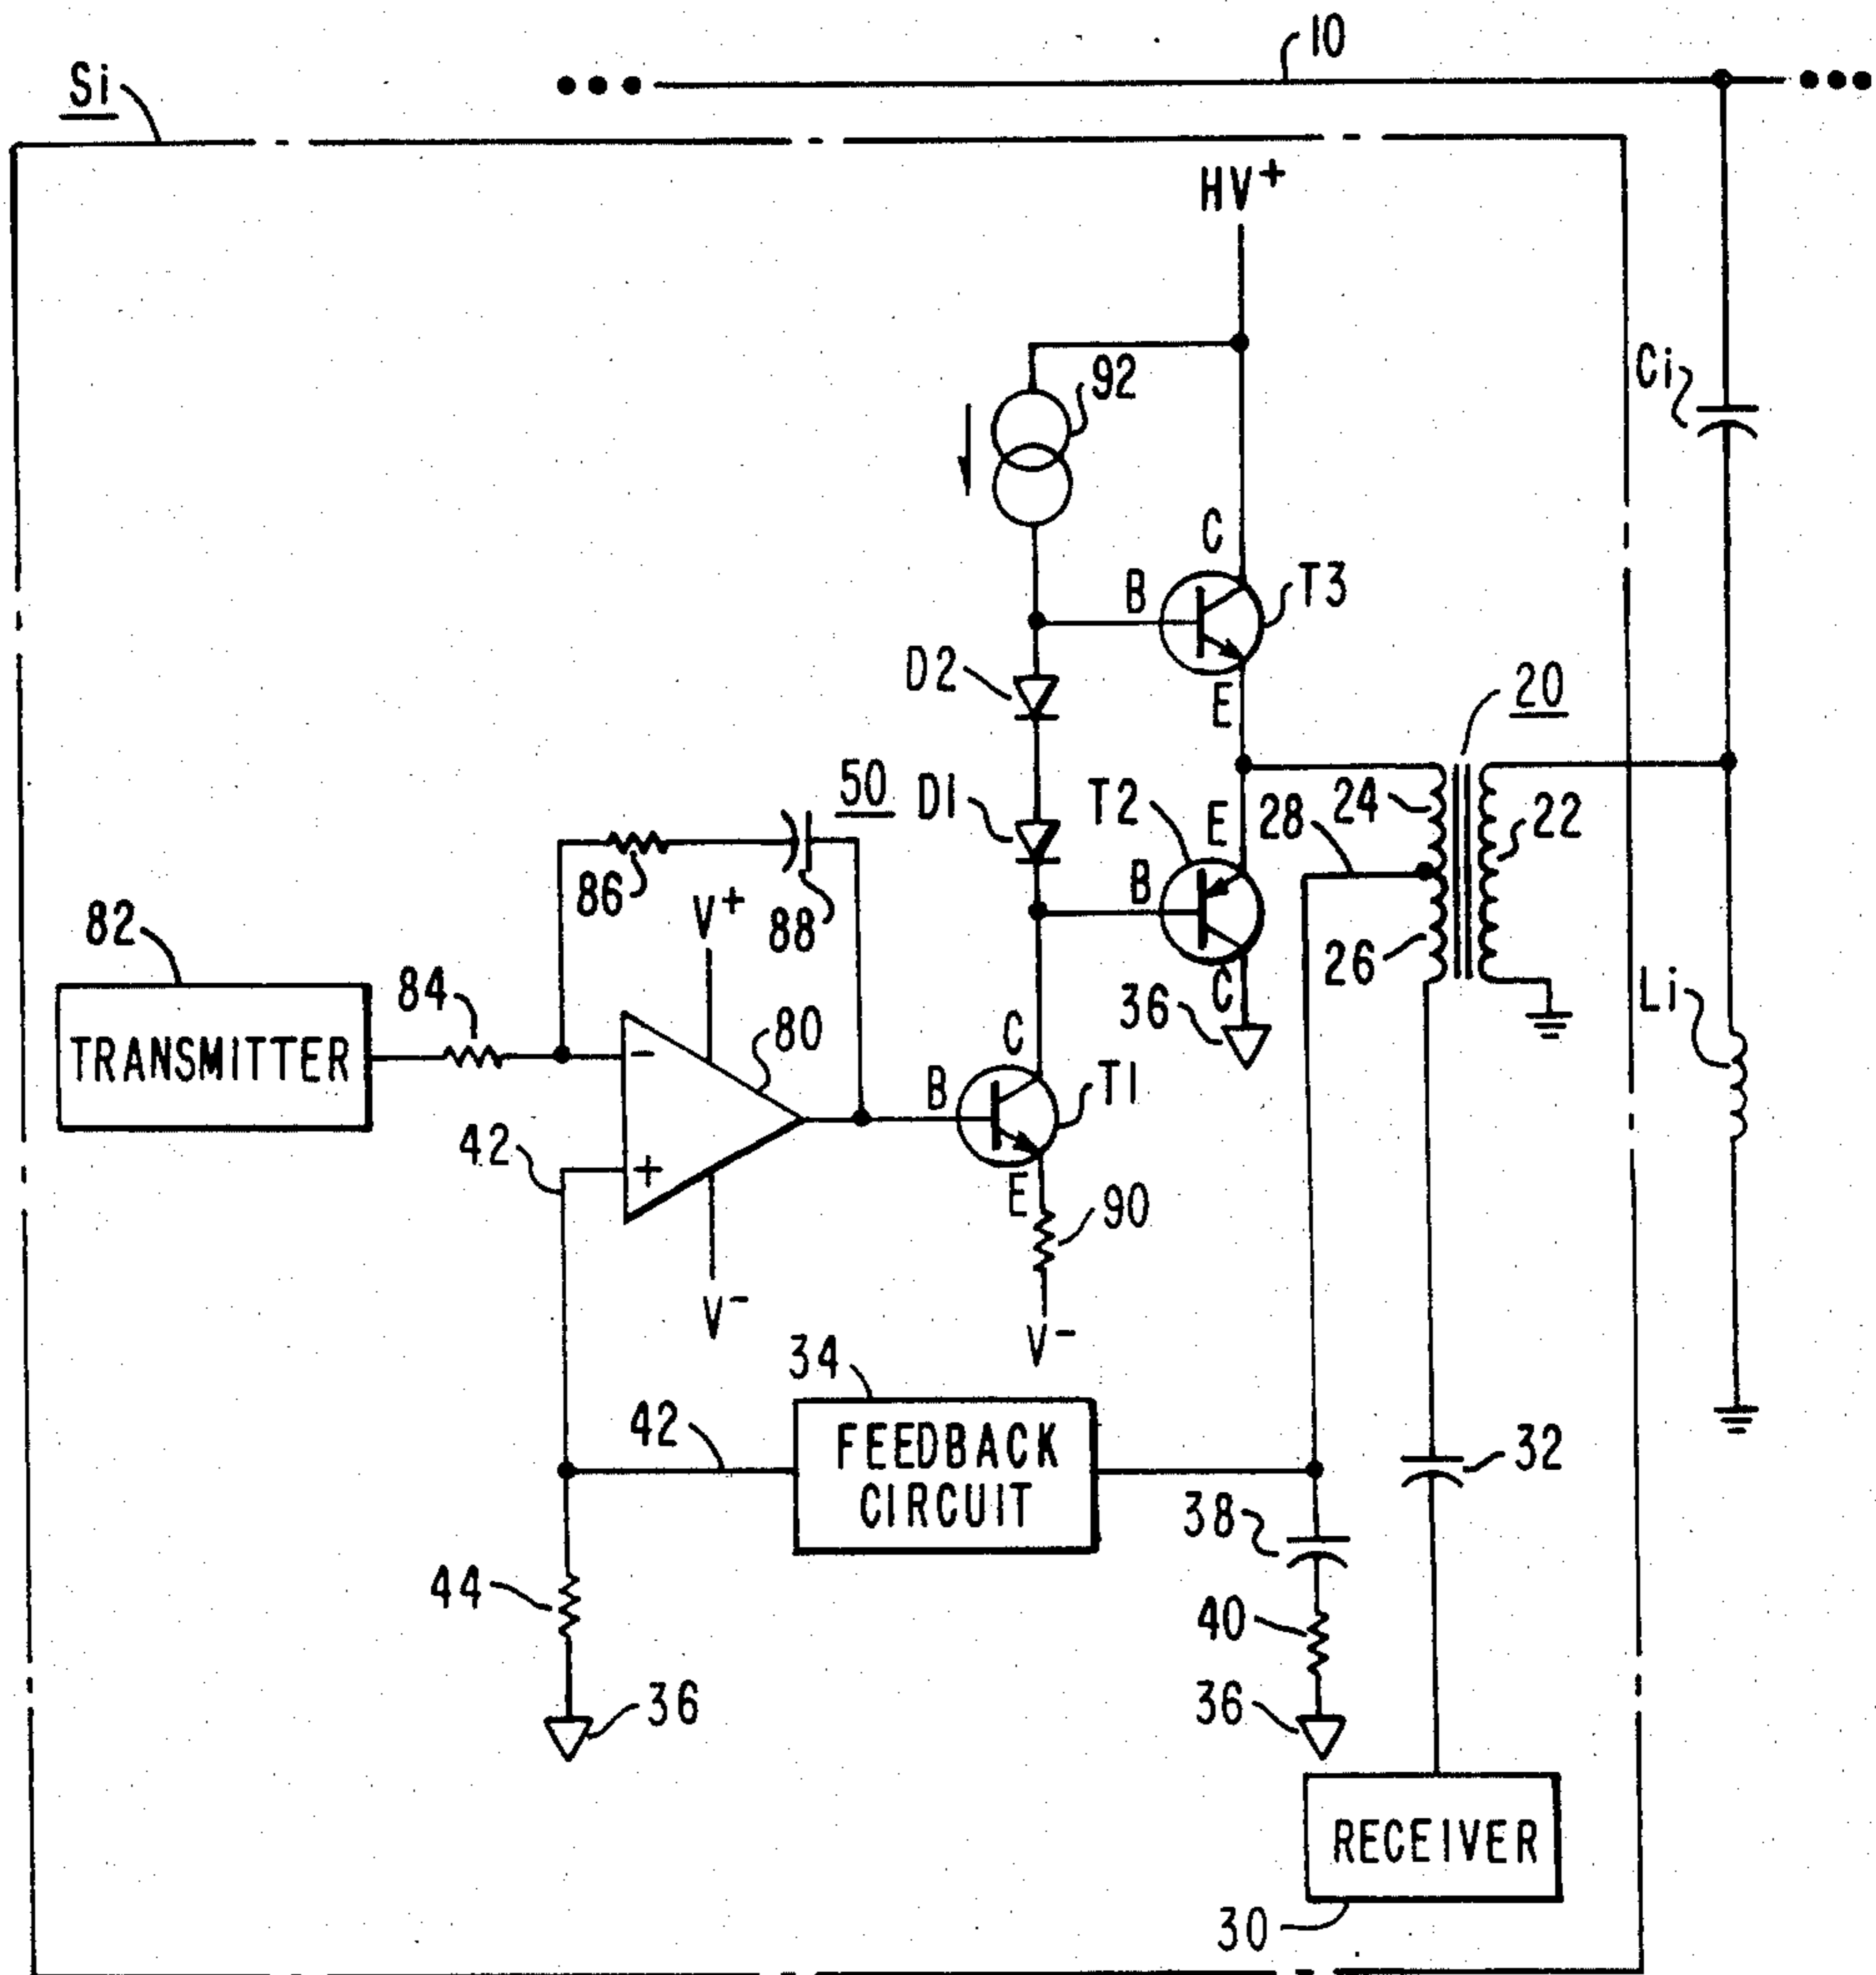 10
Si
HV+
Ci
92
C
B
T3
D2
E
20
50
D1
T2
E
28
24
22
86
88
V+
B
26
82
84
80
C
36
Li
TRANSMITTER
-
C
B
T1
42
+
E
90
V-
V-
34
42
FEEDBACK
CIRCUIT
32
38
44
40
36
36
RECEIVER
30